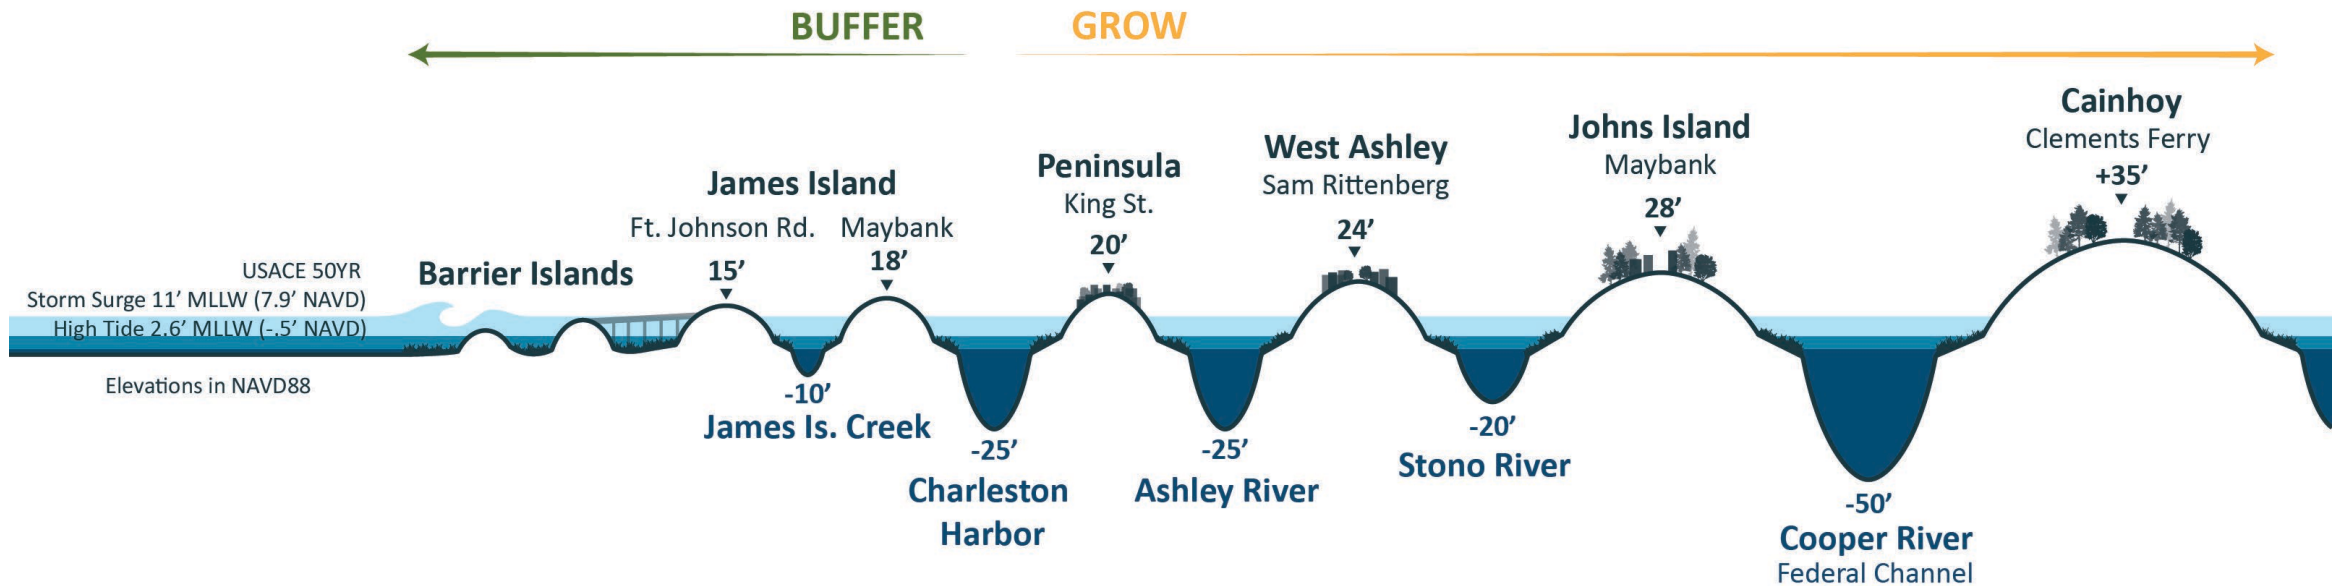 BUFFER
GROW
USACE 50YR
Storm Surge 11’ MLLW (7.9’ NAVD)
High Tide 2.6’ MLLW (-.5’ NAVD)
Elevations in NAVD88
Barrier Islands
James Island
Ft. Johnson Rd.
15’
Maybank
18’
-10’
James Is. Creek
-25’
Charleston
Harbor
Peninsula
King St.
20’
-25’
Ashley River
West Ashley
Sam Rittenberg
24’
-20’
Stono River
Johns Island
Maybank
28’
-50’
Cooper River
Federal Channel
Cainhoy
Clements Ferry
+35’